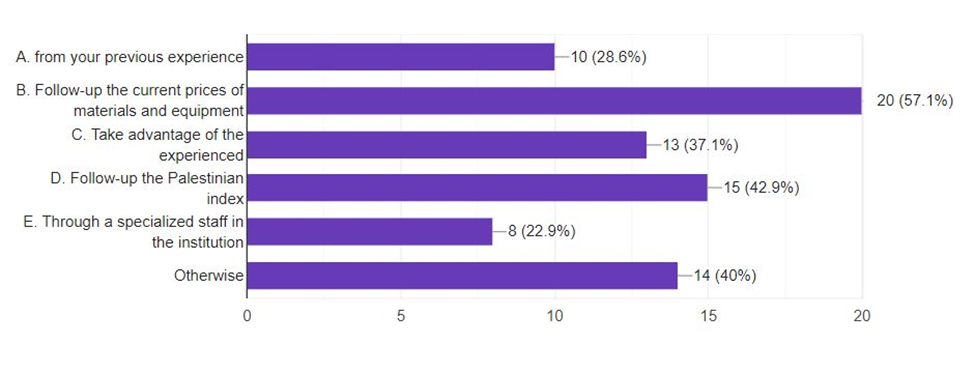 A. from your previous experience
10 (28.6%)
B. Follow-up the current prices of
materials and equipment
20 (57.1%)
C. Take advantage of the
experienced
13 (37.1%)
D. Follow-up the Palestinian
index
15 (42.9%)
E. Through a specialized staff in
the institution
8 (22.9%)
Otherwise
14 (40%)
0 5 10 15 20